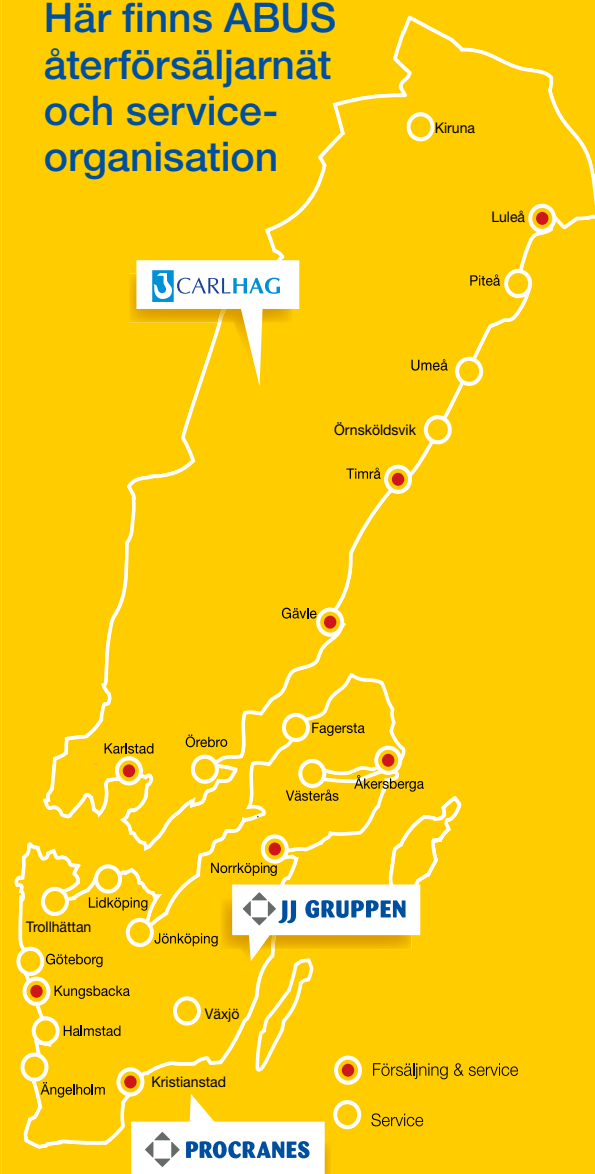 Här finns ABUS
återförsäljarnät
och service-
organisation
Kiruna
Luleå
CARLHAG
Piteå
Umeå
Örnsköldsvik
Timrå
Gävle
Fagersta
Örebro
Karlstad
Åkersberga
Västerås
Norrköping
Lidköping
JJ GRUPPEN
Trollhättan
Jönköping
Göteborg
Kungsbacka
Växjö
Halmstad
Försäljning & service
Kristianstad
Ängelholm
Service
PROCRANES